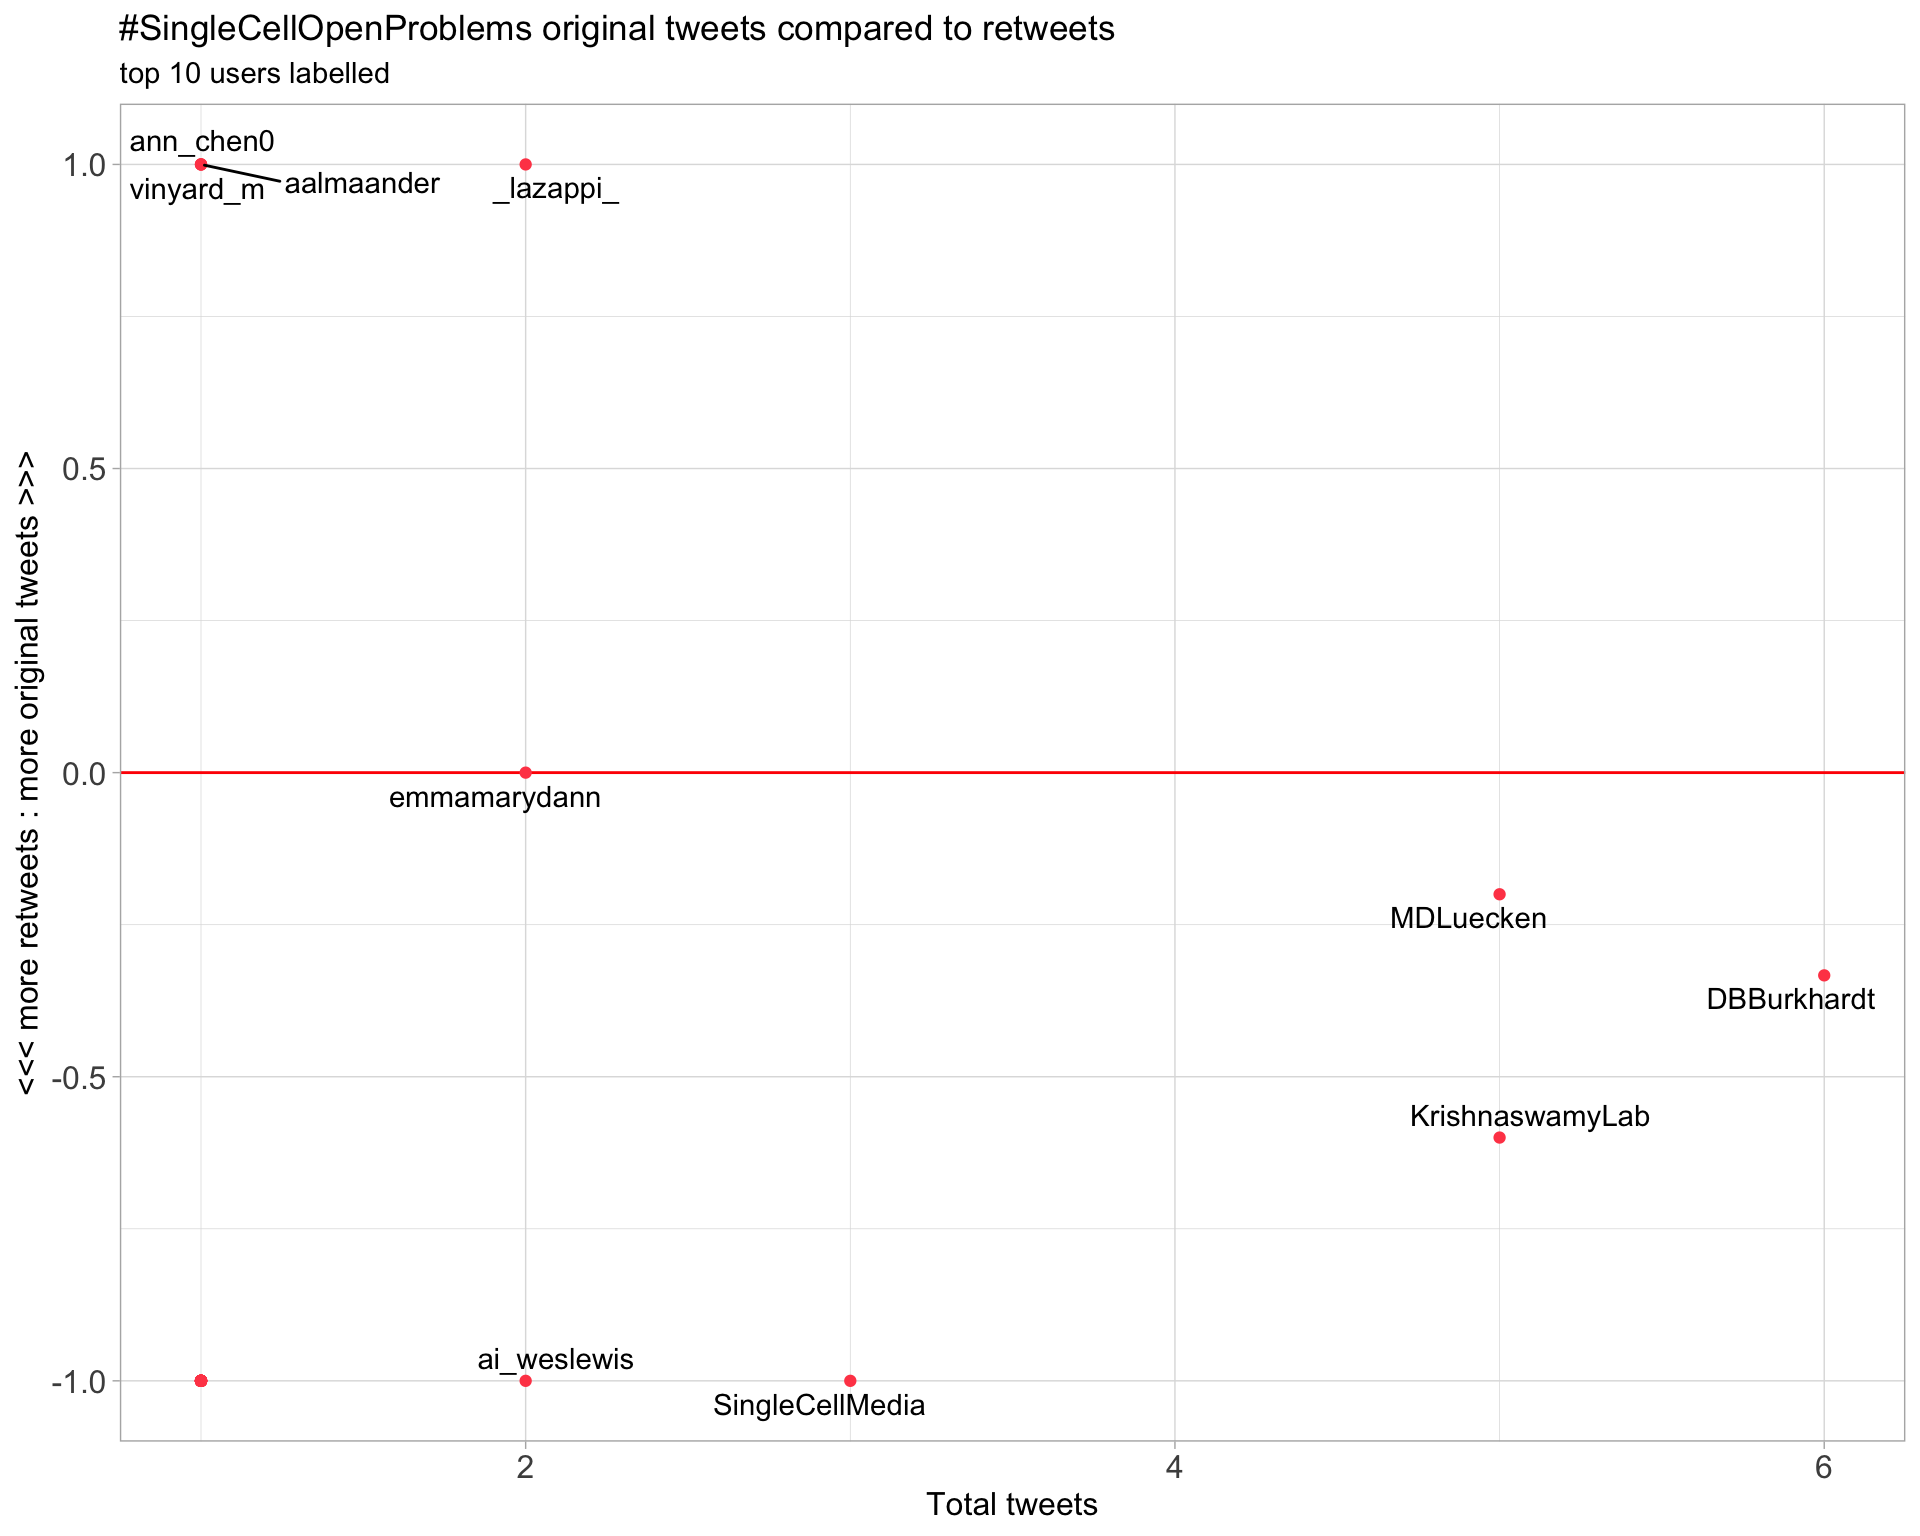 #SingleCellOpenProblems original tweets compared to retweets
top 10 users labelled
<<< more retweets : more original tweets >>>
1.0
0.5
0.0
-0.5
-1.0
ann_chen0
vinyard_m
aalmaander
_lazappi_
emmamarydann
MDLuecken
DBBurkhardt
KrishnaswamyLab
ai_weslewis
SingleCellMedia
2
4
6
Total tweets